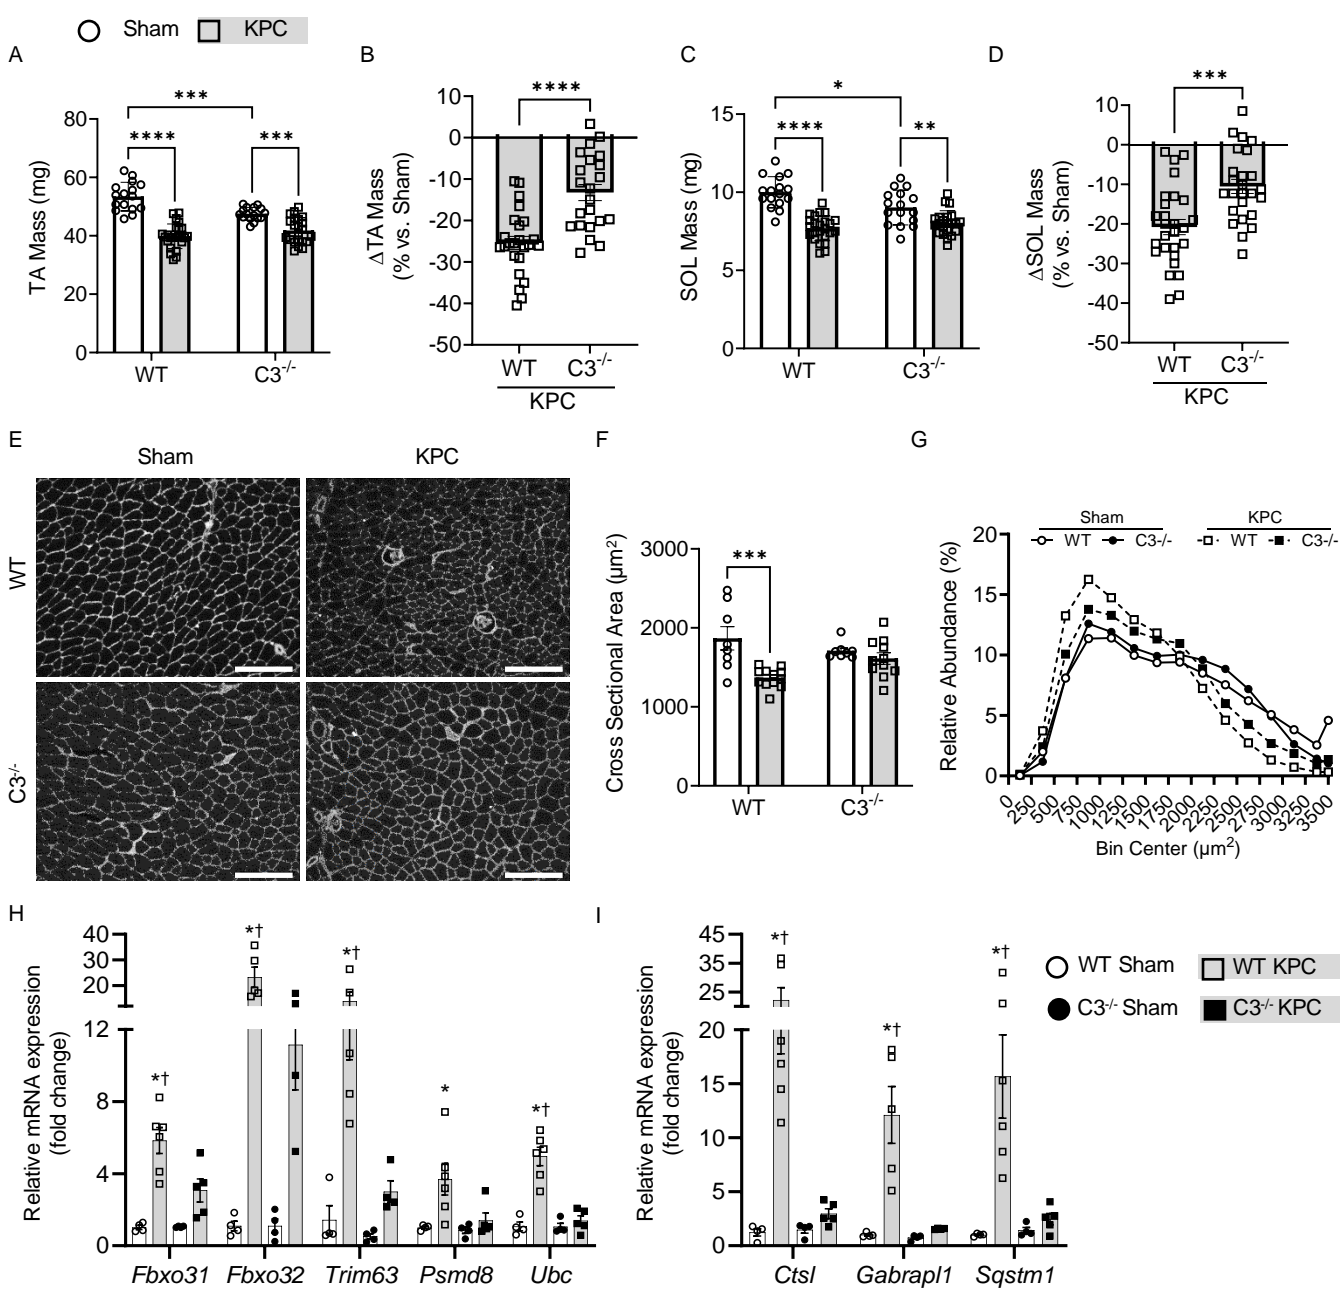 Sham KPC
A
TA Mass (mg)
80
60
40
20
0
***
****
***
WT C3-/-
B
ΔTA Mass
(% vs. Sham)
10
0
-10
-20
-30
-40
-50
****
WT C3-/-
KPC
C
SOL Mass (mg)
15
10
5
0
*
****
**
WT C3-/-
D
ΔSOL Mass
(% vs. Sham)
10
0
-10
-20
-30
-40
-50
***
WT C3-/-
KPC
E
Sham KPC
WT
C3-/-
F
Cross Sectional Area (μm2)
3000
2000
1000
0
***
WT C3-/-
G
Relative Abundance (%)
20
15
10
5
0
Sham KPC
WT C3-/- WT C3-/-
0 250 500 750 1000 1250 1500 1750 2000 2250 2500 2750 3000 3250 3500
Bin Center (μm2)
H
Relative mRNA expression
(fold change)
40
30
20
12
8
4
0
*†
*†
*†
*
*†
Fbxo31 Fbxo32 Trim63 Psmd8 Ubc
I
Relative mRNA expression
(fold change)
45
35
25
20
15
10
5
0
*†
*†
*†
Ctsl Gabrapl1 Sqstm1
WT Sham WT KPC
C3-/- Sham C3-/- KPC